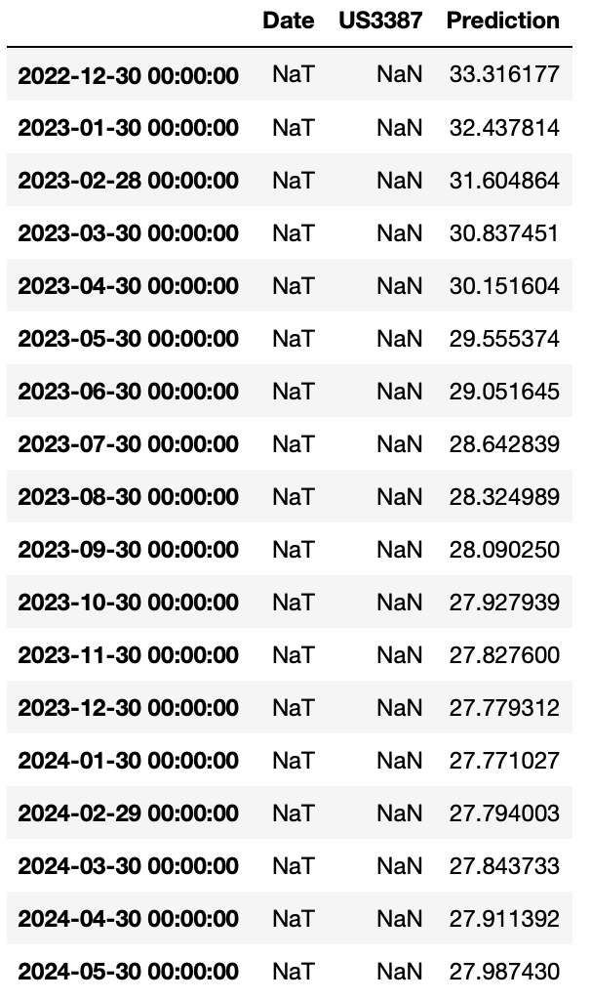 Date US3387 Prediction
2022-12-30 00:00:00 NaT NaN 33.316177
2023-01-30 00:00:00 NaT NaN 32.437814
2023-02-28 00:00:00 NaT NaN 31.604864
2023-03-30 00:00:00 NaT NaN 30.837451
2023-04-30 00:00:00 NaT NaN 30.151604
2023-05-30 00:00:00 NaT NaN 29.555374
2023-06-30 00:00:00 NaT NaN 29.051645
2023-07-30 00:00:00 NaT NaN 28.642839
2023-08-30 00:00:00 NaT NaN 28.324989
2023-09-30 00:00:00 NaT NaN 28.090250
2023-10-30 00:00:00 NaT NaN 27.927939
2023-11-30 00:00:00 NaT NaN 27.827600
2023-12-30 00:00:00 NaT NaN 27.779312
2024-01-30 00:00:00 NaT NaN 27.771027
2024-02-29 00:00:00 NaT NaN 27.794003
2024-03-30 00:00:00 NaT NaN 27.843733
2024-04-30 00:00:00 NaT NaN 27.911392
2024-05-30 00:00:00 NaT NaN 27.987430